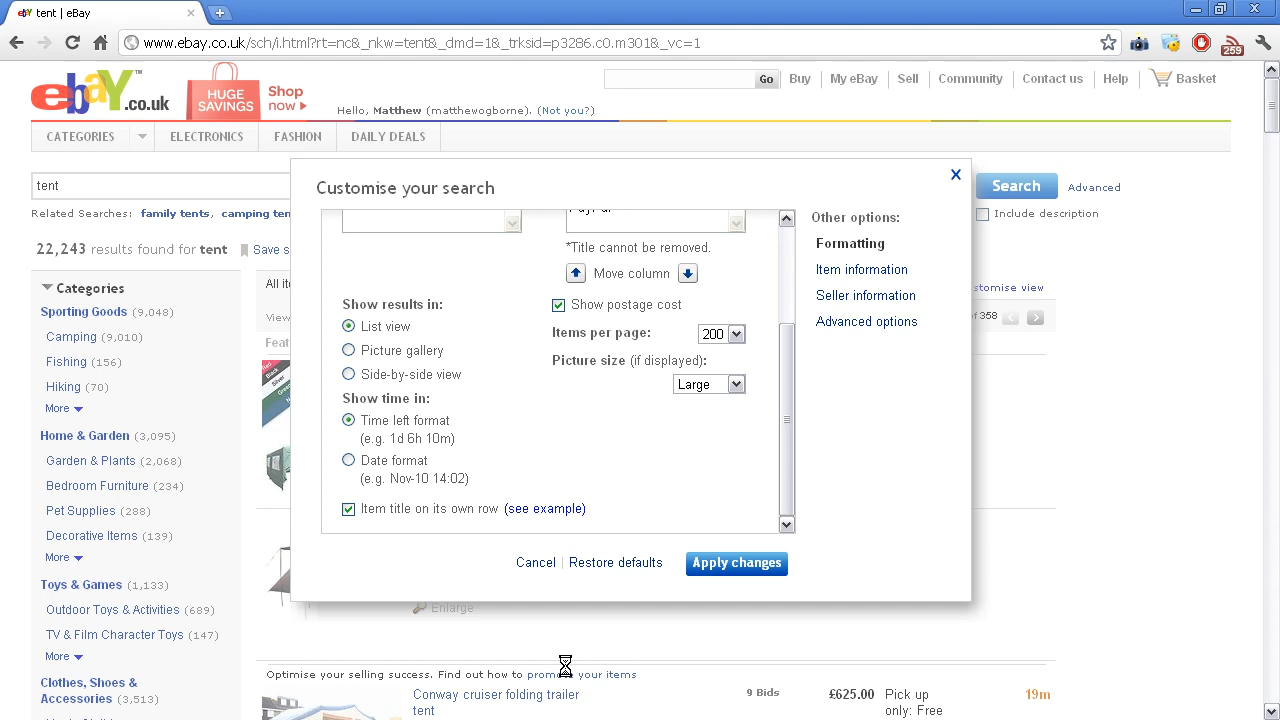 tent | eBay
www.ebay.co.uk/sch/i.html?rt=nc&_nkw=tent&_dmd=1&_trksid=p3296.c0.m301&_vc=1
259
ebay.co.uk
HUGE SAVINGS
Shop now
Hello, Matthew (matthewogborne). (Not you?)
Go
Buy
My eBay
Sell
Community
Contact us
Help
Basket
CATEGORIES
ELECTRONICS
FASHION
DAILY DEALS
tent
Search
Advanced
Related Searches: family tents, camping ten
Include description
22,243 results found for tent
Save s
Customise your search
x
PayPal
*Title cannot be removed.
Move column
Show results in:
List view
Picture gallery
Side-by-side view
Show time in:
Time left format
(e.g. 1d 6h 10m)
Date format
(e.g. Nov-10 14:02)
Item title on its own row (see example)
Show postage cost
Items per page:
200
Picture size (if displayed):
Large
Other options:
Formatting
Item information
Seller information
Advanced options
Cancel
Restore defaults
Apply changes
Categories
Sporting Goods (9,048)
Camping (9,010)
Fishing (156)
Hiking (70)
More
Home & Garden (3,095)
Garden & Plants (2,068)
Bedroom Furniture (234)
Pet Supplies (288)
Decorative Items (139)
More
Toys & Games (1,133)
Outdoor Toys & Activities (689)
TV & Film Character Toys (147)
More
Clothes, Shoes &
Accessories (3,513)
All ite
View
Feat
stomise view
of 358
Enlarge
Optimise your selling success. Find out how to promote your items
Conway cruiser folding trailer
tent
9 Bids
£625.00
Pick up
only: Free
19m